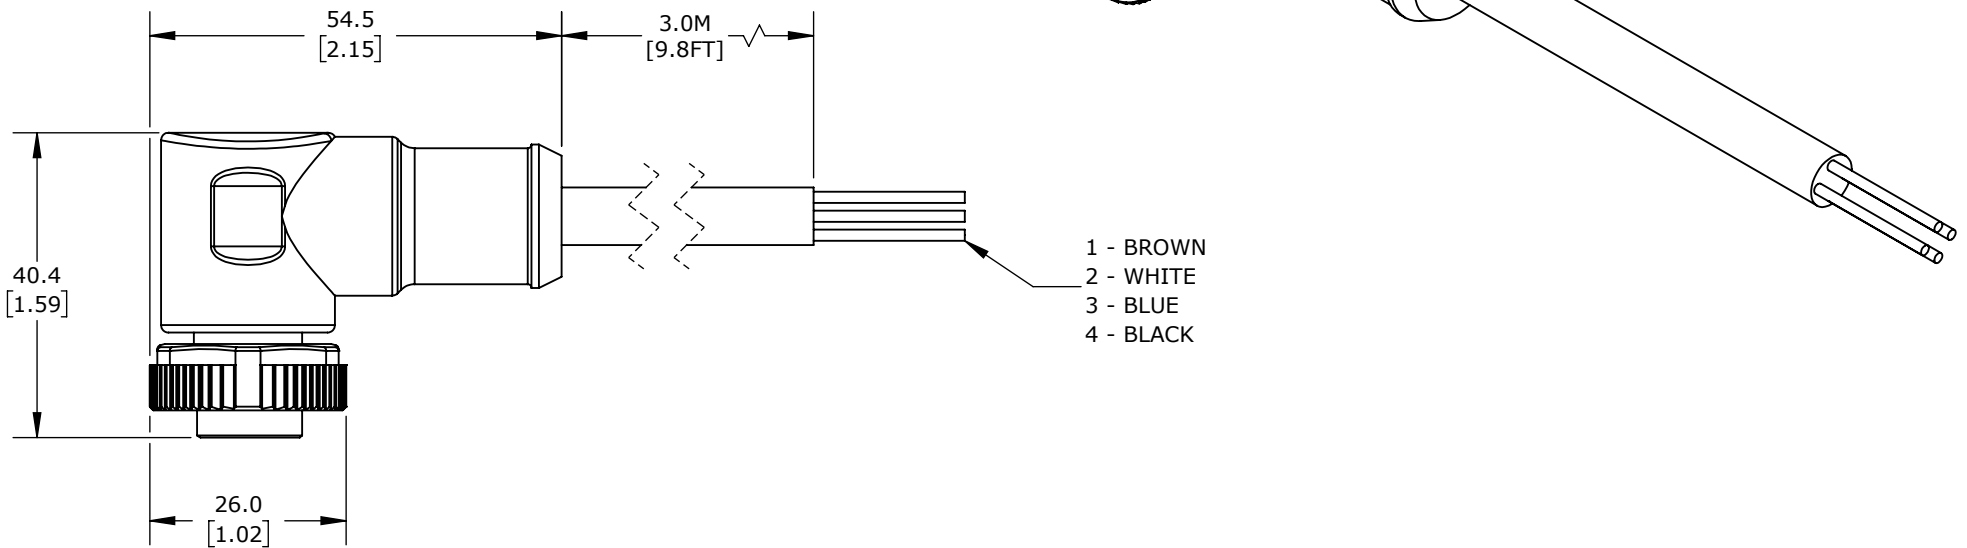 54.5
[2.15]
3.0M
[9.8FT]
40.4
[1.59]
1 - BROWN
2 - WHITE
3 - BLUE
4 - BLACK
26.0
[1.02]